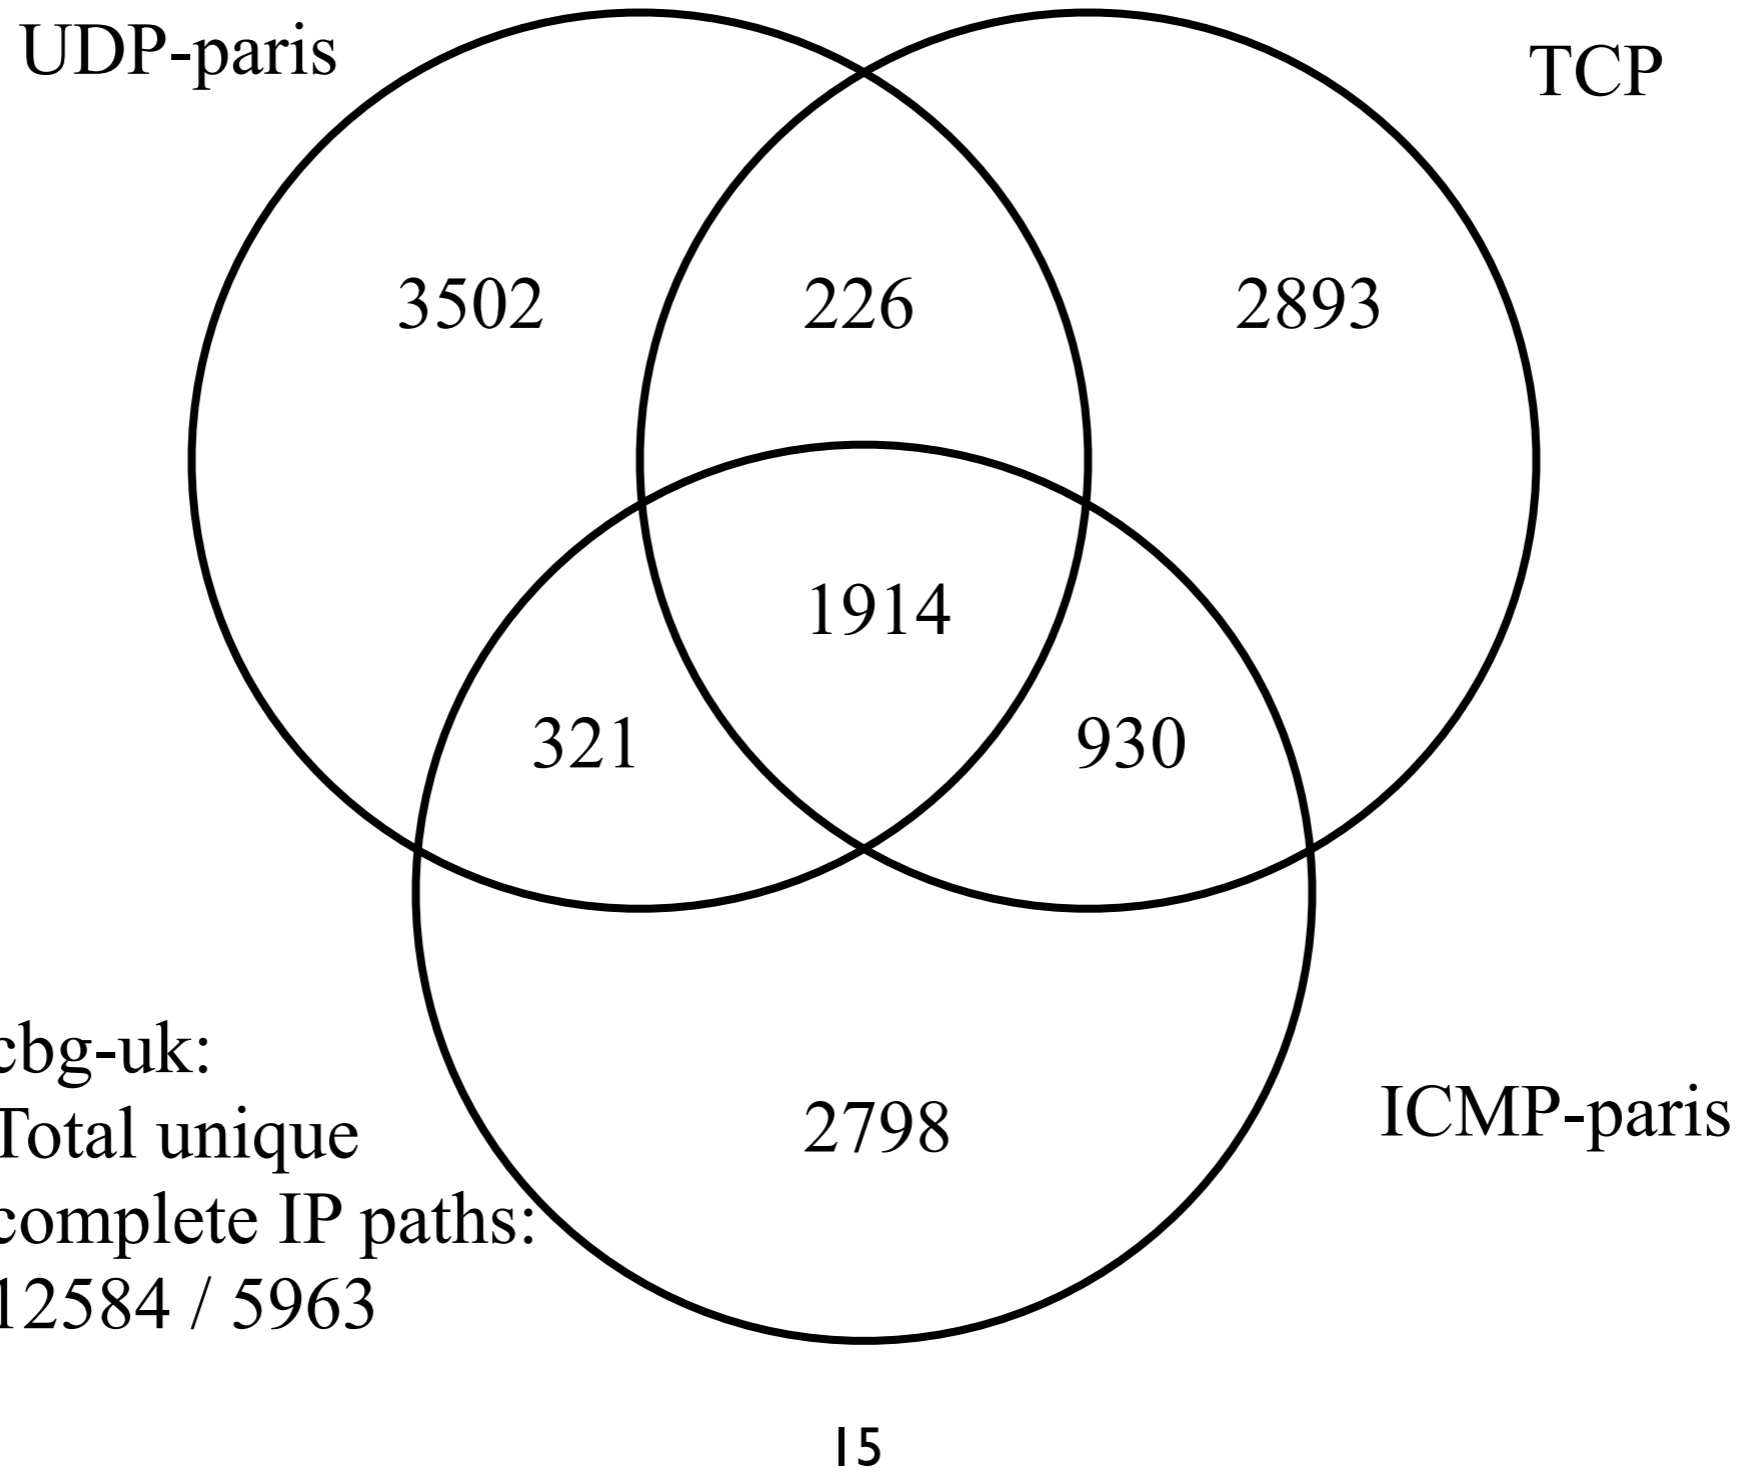 UDP-paris
TCP
3502 226 2893
1914
321 930
2798
ICMP-paris
cbg-uk:
Total unique
complete IP paths:
12584 / 5963
15